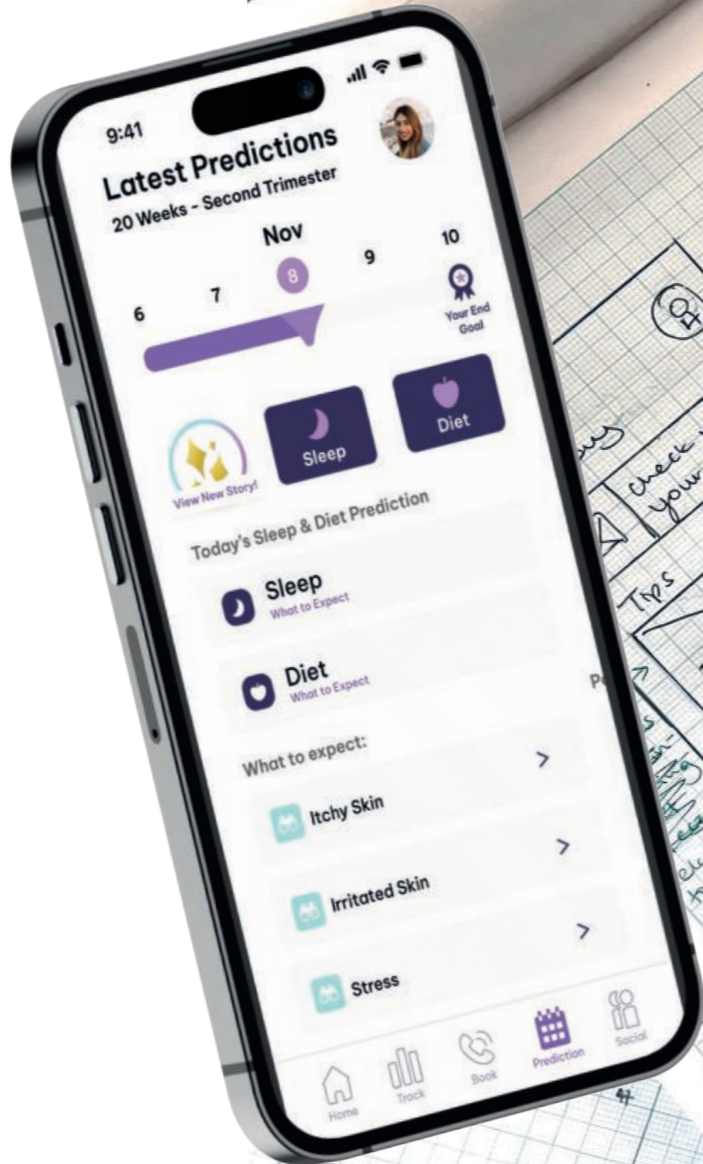 9:41
Latest Predictions
20 Weeks - Second Trimester
Nov
6 7 8 9 10
Your End
Goal
View New Story!
Sleep
Diet
Today's Sleep & Diet Prediction
Sleep
What to Expect
Diet
What to Expect
What to expect:
Itchy Skin
Irritated Skin
Stress
Home
Track
Book
Prediction
Social
check
your
Tips